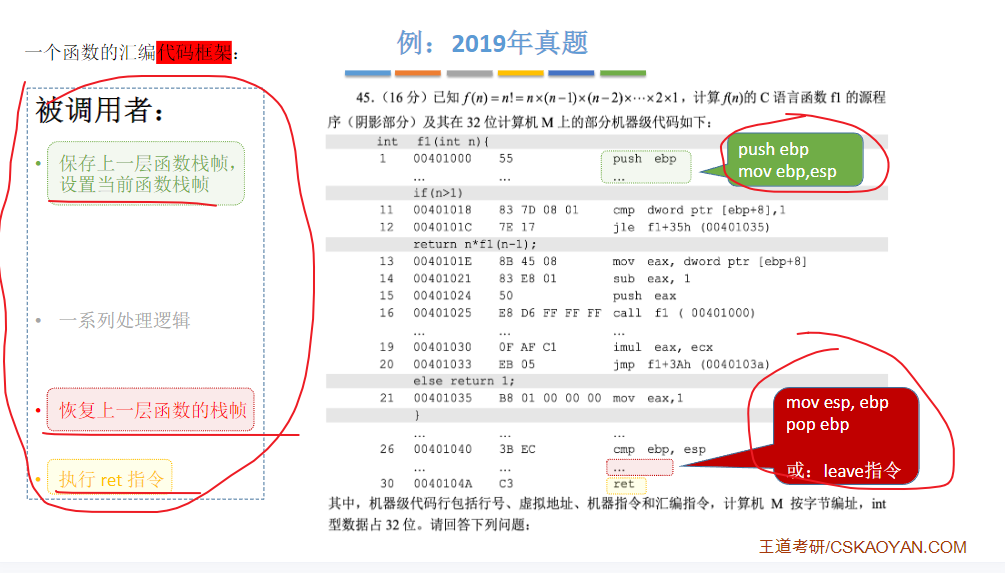 一个函数的汇编代码框架：
被调用者：
• 保存上一层函数栈帧，
设置当前函数栈帧
• 一系列处理逻辑
• 恢复上一层函数的栈帧
• 执行 ret 指令
例：2019年真题
45.（16 分）已知 f(n) = n! = n×(n−1)×(n−2)×⋯×2×1，计算 f(n)的 C 语言函数 f1 的源程
序（阴影部分）及其在 32 位计算机 M 上的部分机器级代码如下：
int f1(int n){
1 00401000 55 push ebp
… … …
if(n>1)
11 00401018 83 7D 08 01 cmp dword ptr [ebp+8],1
12 0040101C 7E 17 jle f1+35h (00401035)
return n*f1(n-1);
13 0040101E 8B 45 08 mov eax, dword ptr [ebp+8]
14 00401021 83 E8 01 sub eax, 1
15 00401024 50 push eax
16 00401025 E8 D6 FF FF FF call f1 ( 00401000)
… … …
19 00401030 0F AF C1 imul eax, ecx
20 00401033 EB 05 jmp f1+3Ah (0040103a)
else return 1;
21 00401035 B8 01 00 00 00 mov eax,1
}
… … …
26 00401040 3B EC cmp ebp, esp
… … …
30 0040104A C3 ret
其中，机器级代码行包括行号、虚拟地址、机器指令和汇编指令，计算机 M 按字节编址，int
型数据占 32 位。请回答下列问题：
push ebp
mov ebp,esp
mov esp, ebp
pop ebp
或：leave指令
王道考研/CSKAOYAN.COM